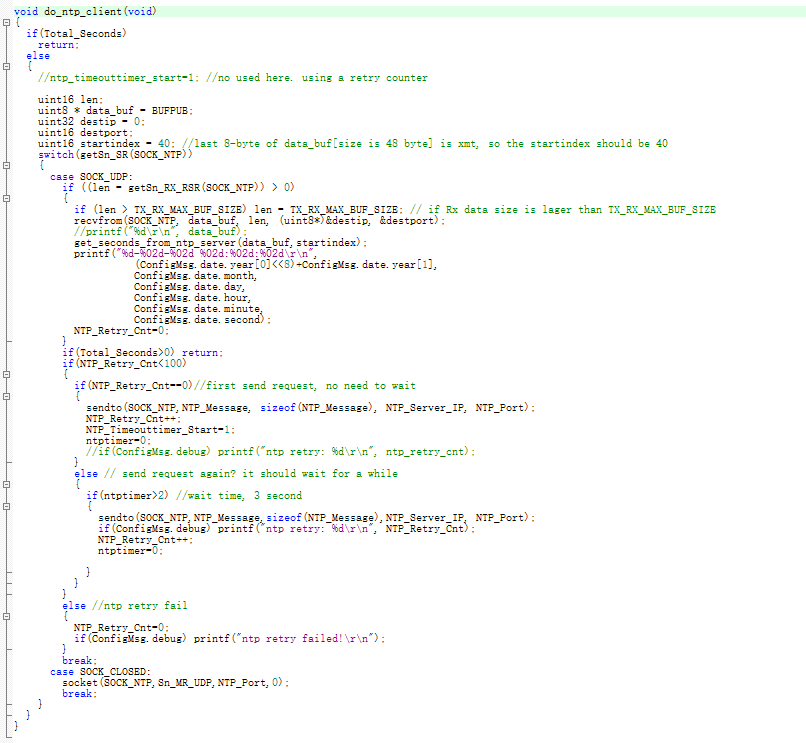 void do_ntp_client(void)
{
  if(Total_Seconds)
    return;
  else
  {
    //ntp_timeouttimer_start=1; //no used here. using a retry counter

    uint16 len;
    uint8 * data_buf = BUFPUB;
    uint32 destip = 0;
    uint16 destport;
    uint16 startindex = 40; //last 8-byte of data_buf[size is 48 byte] is xmt, so the startindex should be 40
    switch(getSn_SR(SOCK_NTP))
    {
      case SOCK_UDP:
        if ((len = getSn_RX_RSR(SOCK_NTP)) > 0)
        {
          if (len > TX_RX_MAX_BUF_SIZE) len = TX_RX_MAX_BUF_SIZE; // if Rx data size is lager than TX_RX_MAX_BUF_SIZE
          recvfrom(SOCK_NTP, data_buf, len, (uint8*)&destip, &destport);
          //printf("%d\r\n", data_buf);
          get_seconds_from_ntp_server(data_buf,startindex);
          printf("%d-%02d-%02d %02d:%02d:%02d\r\n",
                    (ConfigMsg.date.year[0]<<8)+ConfigMsg.date.year[1],
                    ConfigMsg.date.month,
                    ConfigMsg.date.day,
                    ConfigMsg.date.hour,
                    ConfigMsg.date.minute,
                    ConfigMsg.date.second);
          NTP_Retry_Cnt=0;
        }
        if(Total_Seconds>0) return;
        if(NTP_Retry_Cnt<100)
        {
          if(NTP_Retry_Cnt==0)//first send request, no need to wait
          {
            sendto(SOCK_NTP,NTP_Message, sizeof(NTP_Message), NTP_Server_IP, NTP_Port);
            NTP_Retry_Cnt++;
            NTP_Timeouttimer_Start=1;
            ntptimer=0;
            //if(ConfigMsg.debug) printf("ntp retry: %d\r\n", ntp_retry_cnt);
          }
          else // send request again? it should wait for a while
          {
            if(ntptimer>2) //wait time, 3 second
            {
              sendto(SOCK_NTP,NTP_Message,sizeof(NTP_Message),NTP_Server_IP, NTP_Port);
              if(ConfigMsg.debug) printf("ntp retry: %d\r\n", NTP_Retry_Cnt);
              NTP_Retry_Cnt++;
              ntptimer=0;

            }
          }
        }
        else //ntp retry fail
        {
          NTP_Retry_Cnt=0;
          if(ConfigMsg.debug) printf("ntp retry failed!\r\n");
        }
        break;
      case SOCK_CLOSED:
        socket(SOCK_NTP,Sn_MR_UDP,NTP_Port,0);
        break;
    }
  }
}